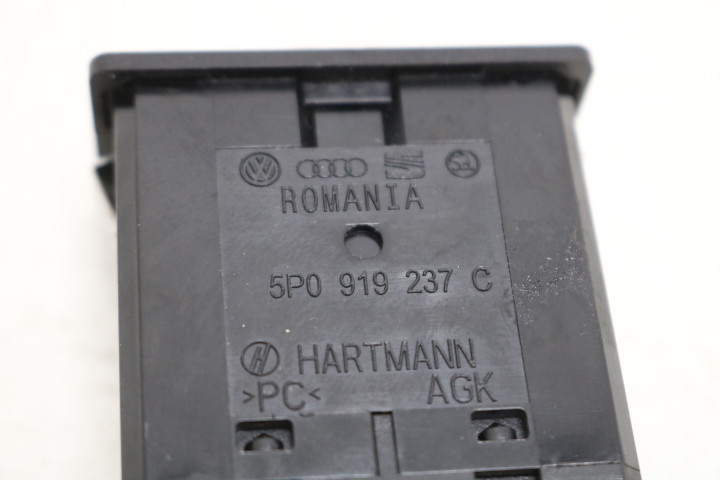 ROMANIA
5P0 919 237 C
HARTMANN
>PC< AGK